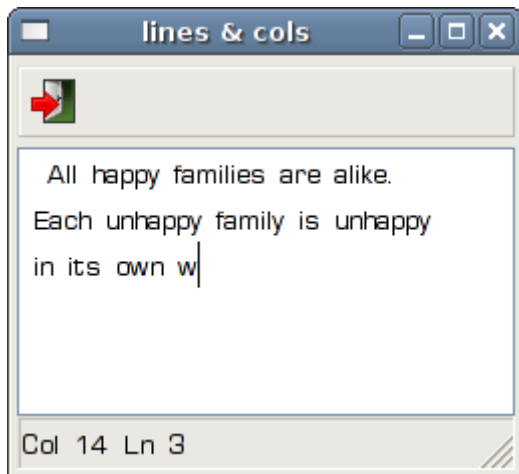 lines & cols
All happy families are alike.
Each unhappy family is unhappy
in its own w
Col 14 Ln 3